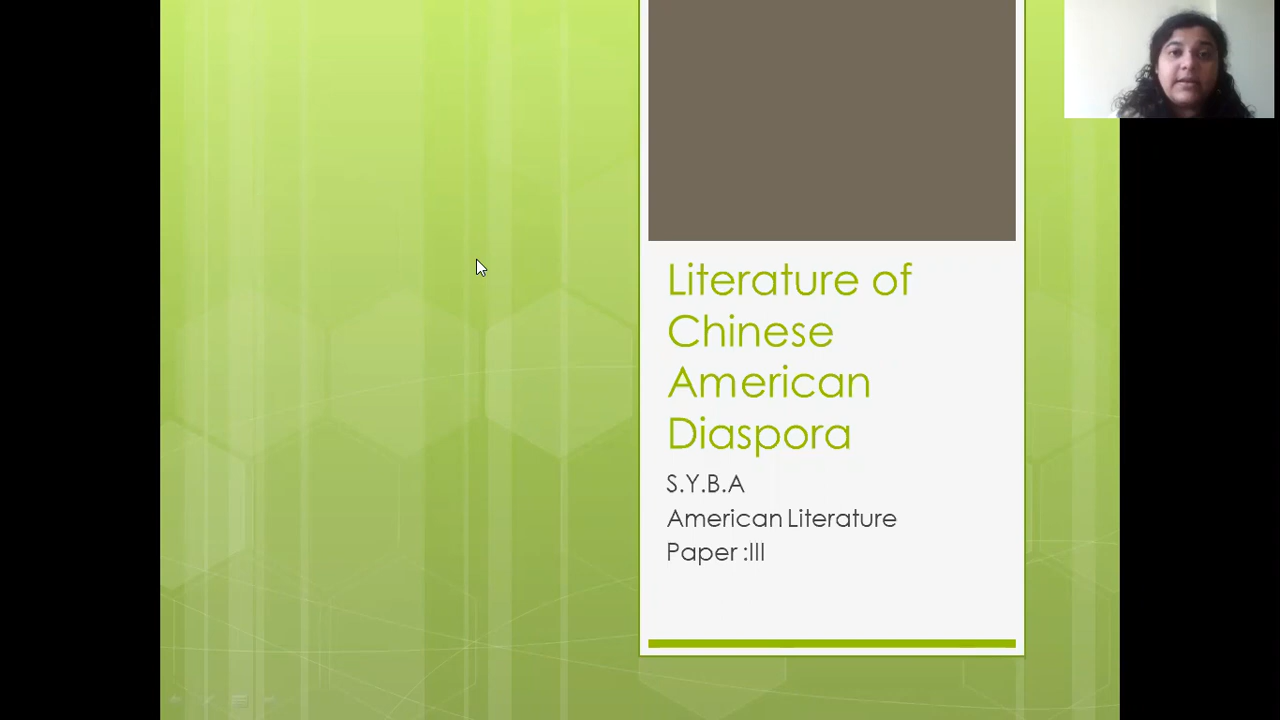 Literature of
Chinese
American
Diaspora
S.Y.B.A
American Literature
Paper :III